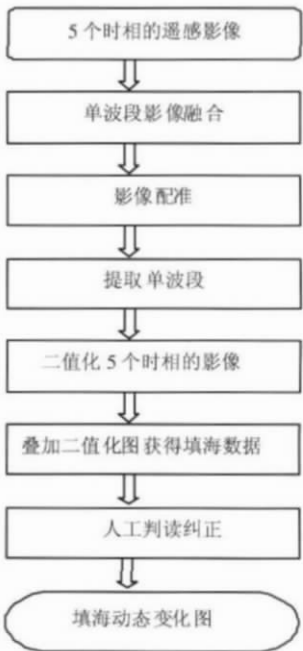 5 个时相的遥感影像
单波段影像融合
影像配准
提取单波段
二值化 5 个时相的影像
叠加二值化图获得填海数据
人工判读纠正
填海动态变化图